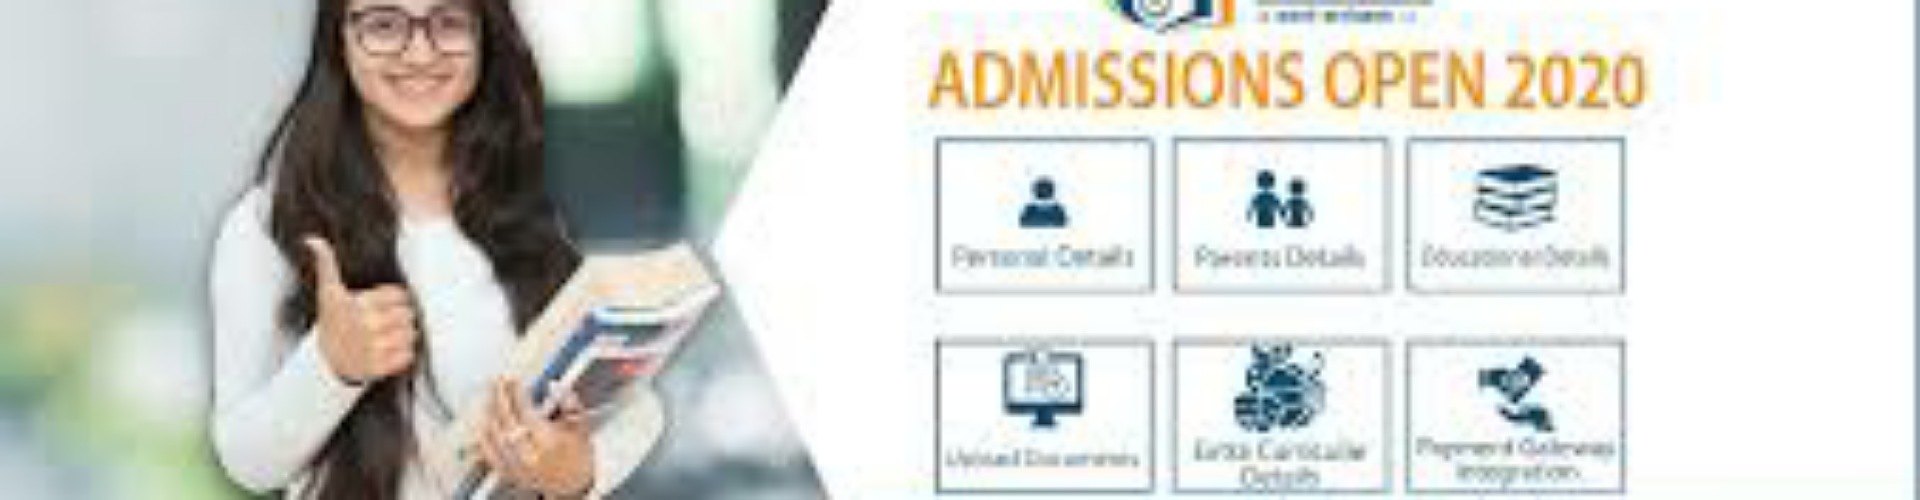 ADMISSIONS OPEN 2020
Personal Details
Parents Details
Educational Details
Upload Documents
Extra Curricular
Details
Payment Gateway
Integration